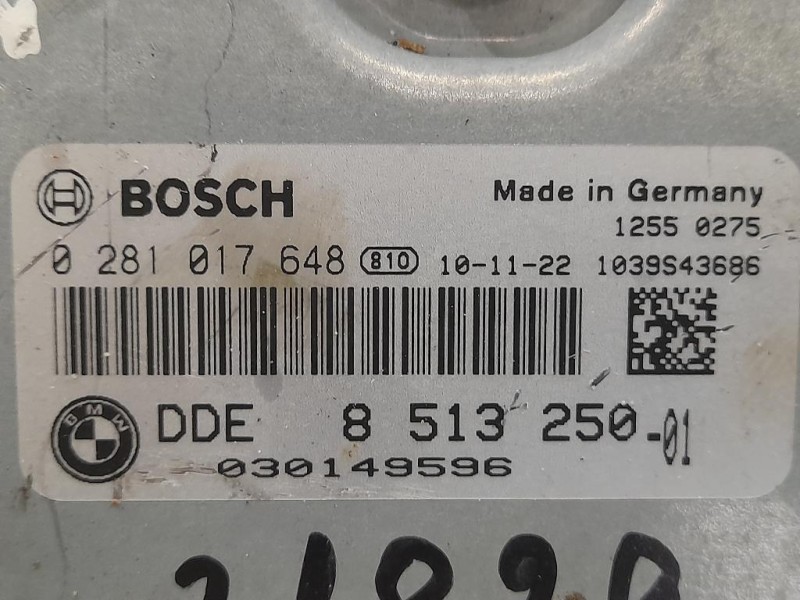 BOSCH Made in Germany
1255 0275
0 281 017 648 810 10-11-22 1039S43686
BMW DDE 8 513 250-01
030149596